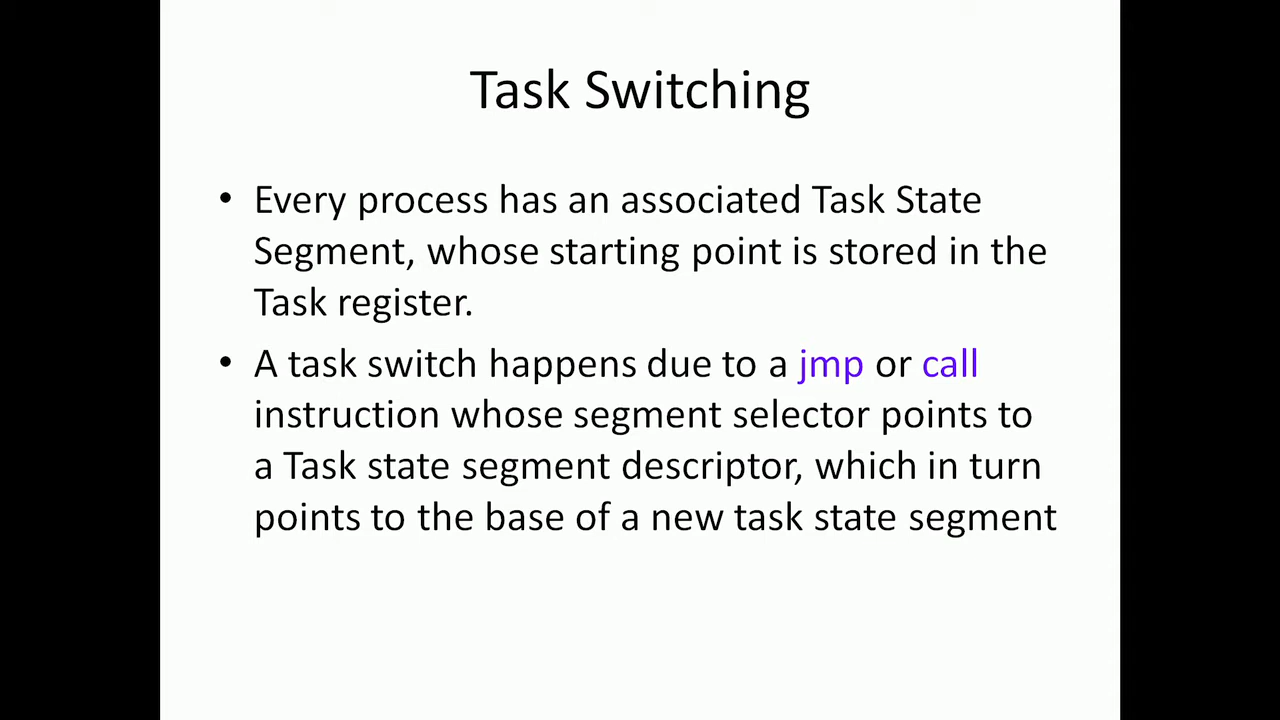 Task Switching
• Every process has an associated Task State
Segment, whose starting point is stored in the
Task register.
• A task switch happens due to a jmp or call
instruction whose segment selector points to
a Task state segment descriptor, which in turn
points to the base of a new task state segment